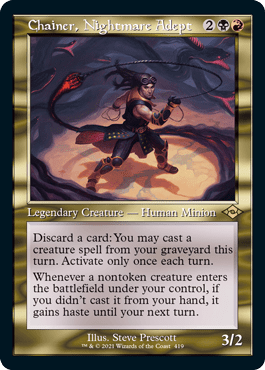 Chainer, Nightmare Adept 2
Legendary Creature — Human Minion
Discard a card: You may cast a
creature spell from your graveyard this
turn. Activate only once each turn.
Whenever a nontoken creature enters
the battlefield under your control, if
you didn't cast it from your hand, it
gains haste until your next turn.
Illus. Steve Prescott
3/2
™ & © 2021 Wizards of the Coast 419